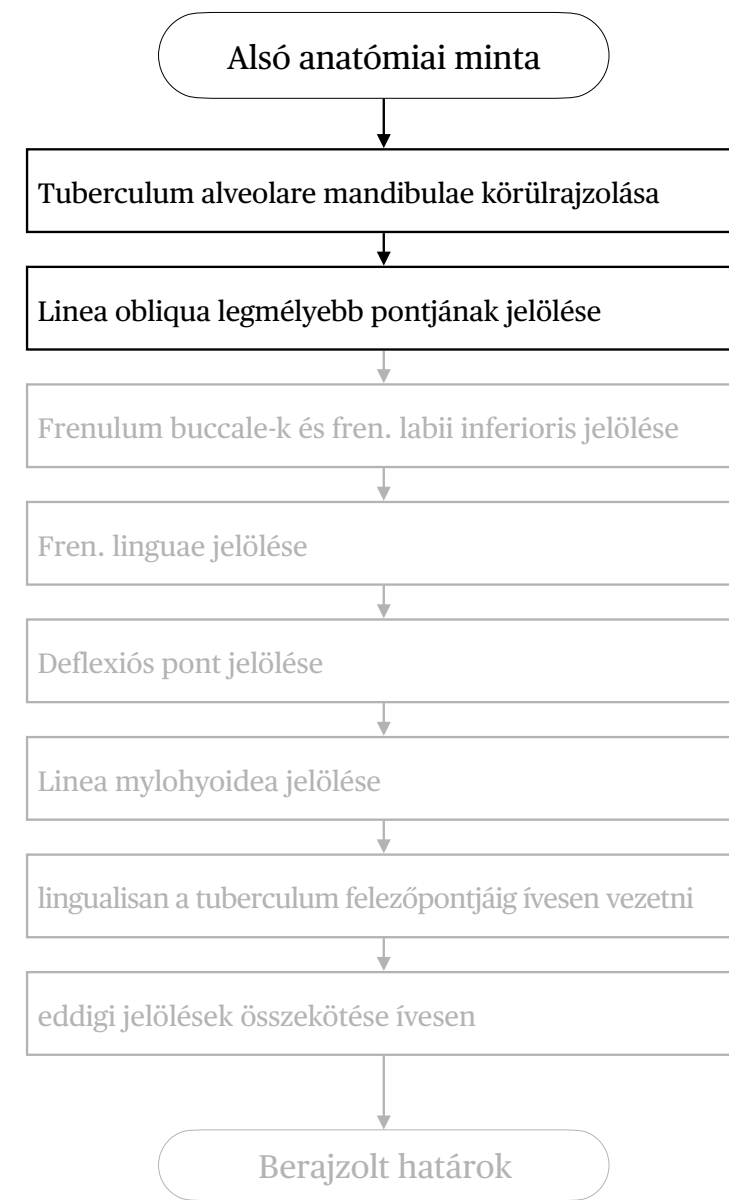 Alsó anatómiai minta
Tuberculum alveolare mandibulae körülrajzolása
Linea obliqua legmélyebb pontjának jelölése
Frenulum buccale-k és fren. labii inferioris jelölése
Fren. linguae jelölése
Deflexiós pont jelölése
Linea mylohyoidea jelölése
lingualisan a tuberculum felezőpontjáig ívesen vezetni
eddigi jelölések összekötése ívesen
Berajzolt határok